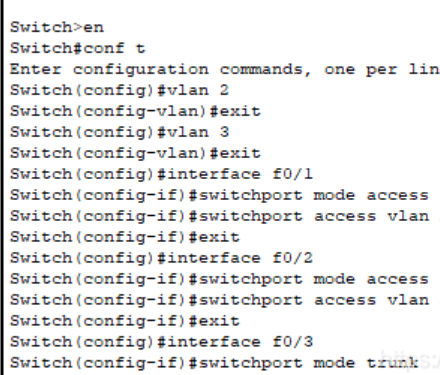 Switch>en
Switch#conf t
Enter configuration commands, one per lin
Switch(config)#vlan 2
Switch(config-vlan)#exit
Switch(config)#vlan 3
Switch(config-vlan)#exit
Switch(config)#interface f0/1
Switch(config-if)#switchport mode access
Switch(config-if)#switchport access vlan
Switch(config-if)#exit
Switch(config)#interface f0/2
Switch(config-if)#switchport mode access
Switch(config-if)#switchport access vlan
Switch(config-if)#exit
Switch(config)#interface f0/3
Switch(config-if)#switchport mode trunk
https:/